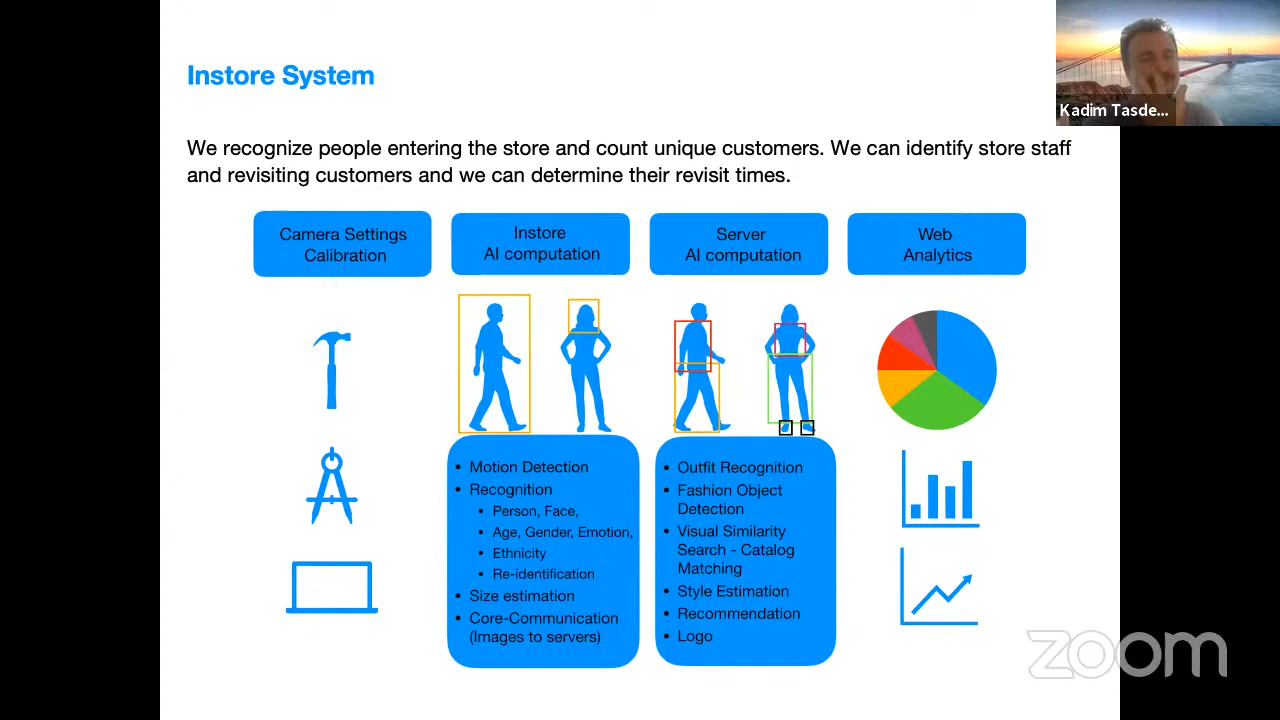 Instore System
Kadim Tasde...
We recognize people entering the store and count unique customers. We can identify store staff
and revisiting customers and we can determine their revisit times.
Camera Settings
Calibration
Instore
AI computation
Server
AI computation
Web
Analytics
• Motion Detection
• Recognition
• Person, Face,
• Age, Gender, Emotion,
• Ethnicity
• Re-identification
• Size estimation
• Core-Communication
(Images to servers)
• Outfit Recognition
• Fashion Object
Detection
• Visual Similarity
Search - Catalog
Matching
• Style Estimation
• Recommendation
• Logo
zoom